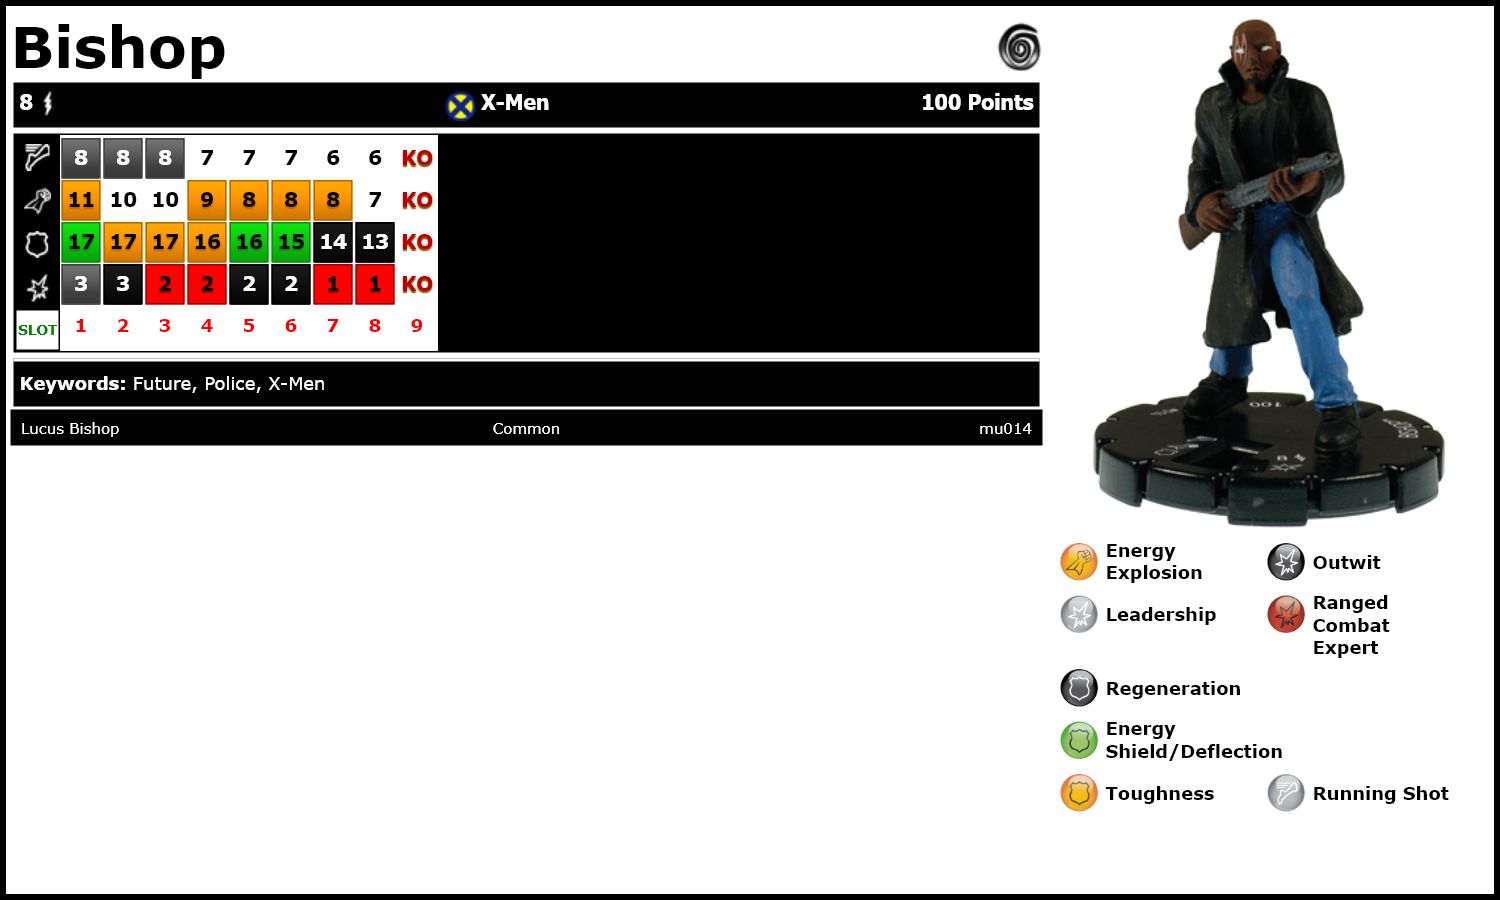 Bishop
8 X-Men 100 Points
8 8 8 7 7 7 6 6 KO
11 10 10 9 8 8 8 7 KO
17 17 17 16 16 15 14 13 KO
3 3 2 2 2 2 1 1 KO
SLOT 1 2 3 4 5 6 7 8 9
Keywords: Future, Police, X-Men
Lucus Bishop Common mu014
100
Energy
Explosion
Outwit
Leadership
Ranged
Combat
Expert
Regeneration
Energy
Shield/Deflection
Toughness
Running Shot